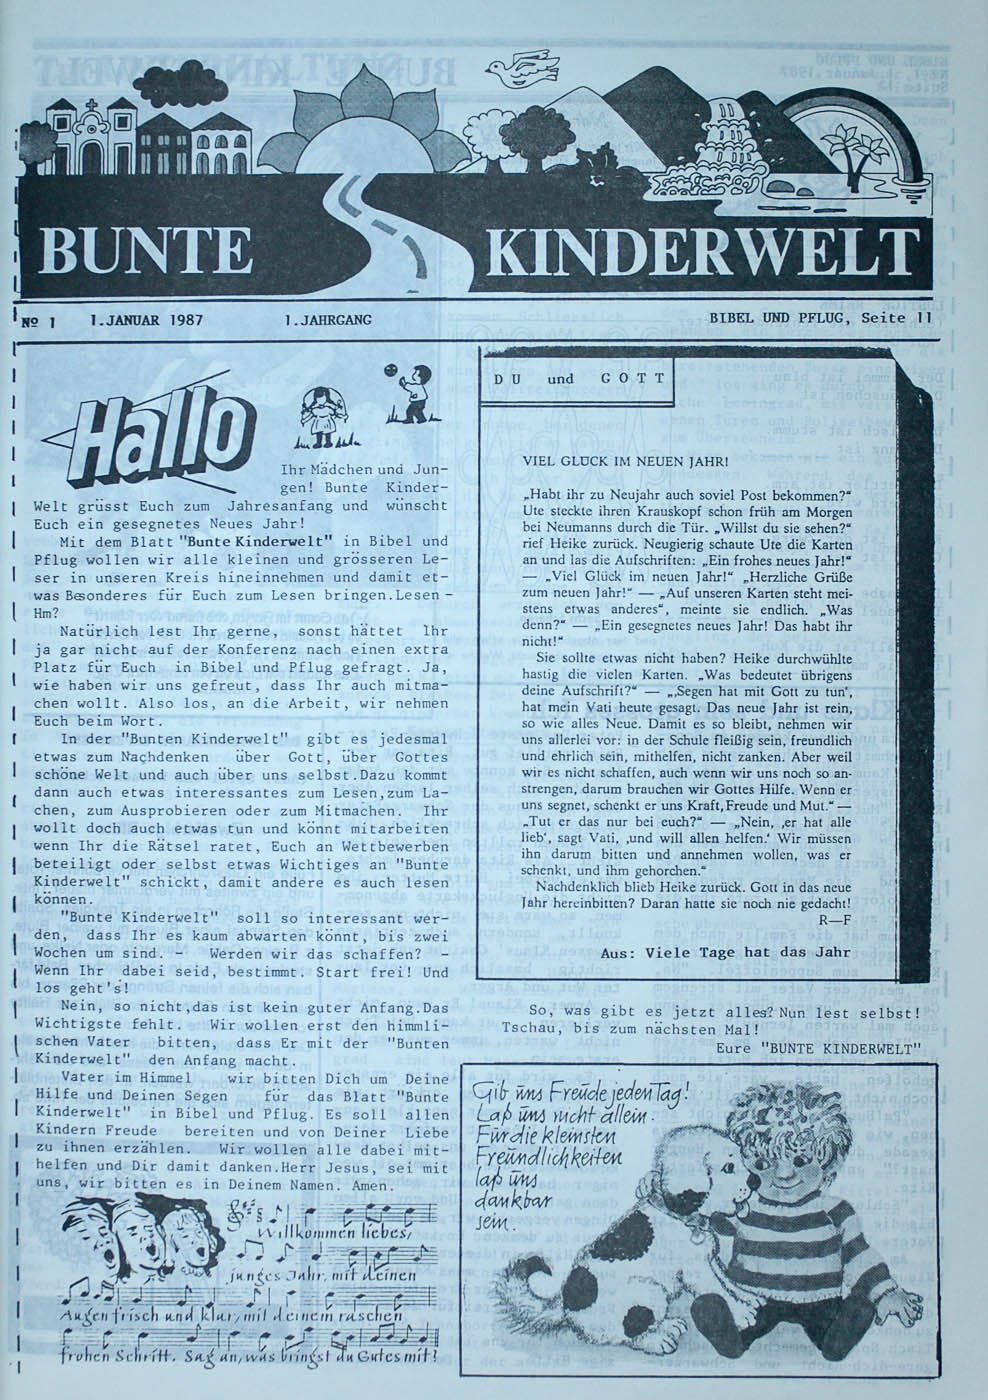 BUNTE KINDERWELT
Nº 1 1. JANUAR 1987 1. JAHRGANG BIBEL UND PFLUG, Seite 11
Hallo
Ihr Mädchen und Jun-
gen! Bunte Kinder-
Welt grüsst Euch zum Jahresanfang und wünscht
Euch ein gesegnetes Neues Jahr!
Mit dem Blatt "Bunte Kinderwelt" in Bibel und
Pflug wollen wir alle kleinen und grösseren Le-
ser in unseren Kreis hineinnehmen und damit et-
was Besonderes für Euch zum Lesen bringen. Lesen -
Hm?
Natürlich lest Ihr gerne, sonst hättet Ihr
ja gar nicht auf der Konferenz nach einen extra
Platz für Euch in Bibel und Pflug gefragt. Ja,
wie haben wir uns gefreut, dass Ihr auch mitma-
chen wollt. Also los, an die Arbeit, wir nehmen
Euch beim Wort.
In der "Bunten Kinderwelt" gibt es jedesmal
etwas zum Nachdenken über Gott, über Gottes
schöne Welt und auch über uns selbst. Dazu kommt
dann auch etwas interessantes zum Lesen, zum La-
chen, zum Ausprobieren oder zum Mitmachen. Ihr
wollt doch auch etwas tun und könnt mitarbeiten
wenn Ihr die Rätsel ratet, Euch an Wettbewerben
beteiligt oder selbst etwas Wichtiges an "Bunte
Kinderwelt" schickt, damit andere es auch lesen
können.
"Bunte Kinderwelt" soll so interessant wer-
den, dass Ihr es kaum abwarten könnt, bis zwei
Wochen um sind. - Werden wir das schaffen? -
Wenn Ihr dabei seid, bestimmt. Start frei! Und
los geht's!
Nein, so nicht, das ist kein guter Anfang. Das
Wichtigste fehlt. Wir wollen erst den himmli-
schen Vater bitten, dass Er mit der "Bunten
Kinderwelt" den Anfang macht.
Vater im Himmel wir bitten Dich um Deine
Hilfe und Deinen Segen für das Blatt "Bunte
Kinderwelt" in Bibel und Pflug. Es soll allen
Kindern Freude bereiten und von Deiner Liebe
zu ihnen erzählen. Wir wollen alle dabei mit-
helfen und Dir damit danken. Herr Jesus, sei mit
uns, wir bitten es in Deinem Namen. Amen.
Willkommen liebes,
junges Jahr, mit deinen
Augen frisch und klar, mit deinem raschen
frohen Schritt. Sag an, was bringst du Gutes mit!
DU und GOTT
VIEL GLÜCK IM NEUEN JAHR!
„Habt ihr zu Neujahr auch soviel Post bekommen?“
Ute steckte ihren Krauskopf schon früh am Morgen
bei Neumanns durch die Tür. „Willst du sie sehen?“
rief Heike zurück. Neugierig schaute Ute die Karten
an und las die Aufschriften: „Ein frohes neues Jahr!“
— „Viel Glück im neuen Jahr!“ „Herzliche Grüße
zum neuen Jahr!“ — „Auf unseren Karten steht mei-
stens etwas anderes“, meinte sie endlich. „Was
denn?“ — „Ein gesegnetes neues Jahr! Das habt ihr
nicht!“
Sie sollte etwas nicht haben? Heike durchwühlte
hastig die vielen Karten. „Was bedeutet übrigens
deine Aufschrift?“ — „‚Segen hat mit Gott zu tun‘,
hat mein Vati heute gesagt. Das neue Jahr ist rein,
so wie alles Neue. Damit es so bleibt, nehmen wir
uns allerlei vor: in der Schule fleißig sein, freundlich
und ehrlich sein, mithelfen, nicht zanken. Aber weil
wir es nicht schaffen, auch wenn wir uns noch so an-
strengen, darum brauchen wir Gottes Hilfe. Wenn er
uns segnet, schenkt er uns Kraft, Freude und Mut.“ —
„Tut er das nur bei euch?“ — „Nein, ‚er hat alle
lieb‘, sagt Vati, ‚und will allen helfen.‘ Wir müssen
ihn darum bitten und annehmen wollen, was er
schenkt, und ihm gehorchen.“
Nachdenklich blieb Heike zurück. Gott in das neue
Jahr hereinbitten? Daran hatte sie noch nie gedacht!
R—F
Aus: Viele Tage hat das Jahr
So, was gibt es jetzt alles? Nun lest selbst!
Tschau, bis zum nächsten Mal!
Eure "BUNTE KINDERWELT"
Gib uns Freude jeden Tag!
Laß uns nicht allein.
Für die kleinsten
Freundlichkeiten
laß uns
dankbar
sein.